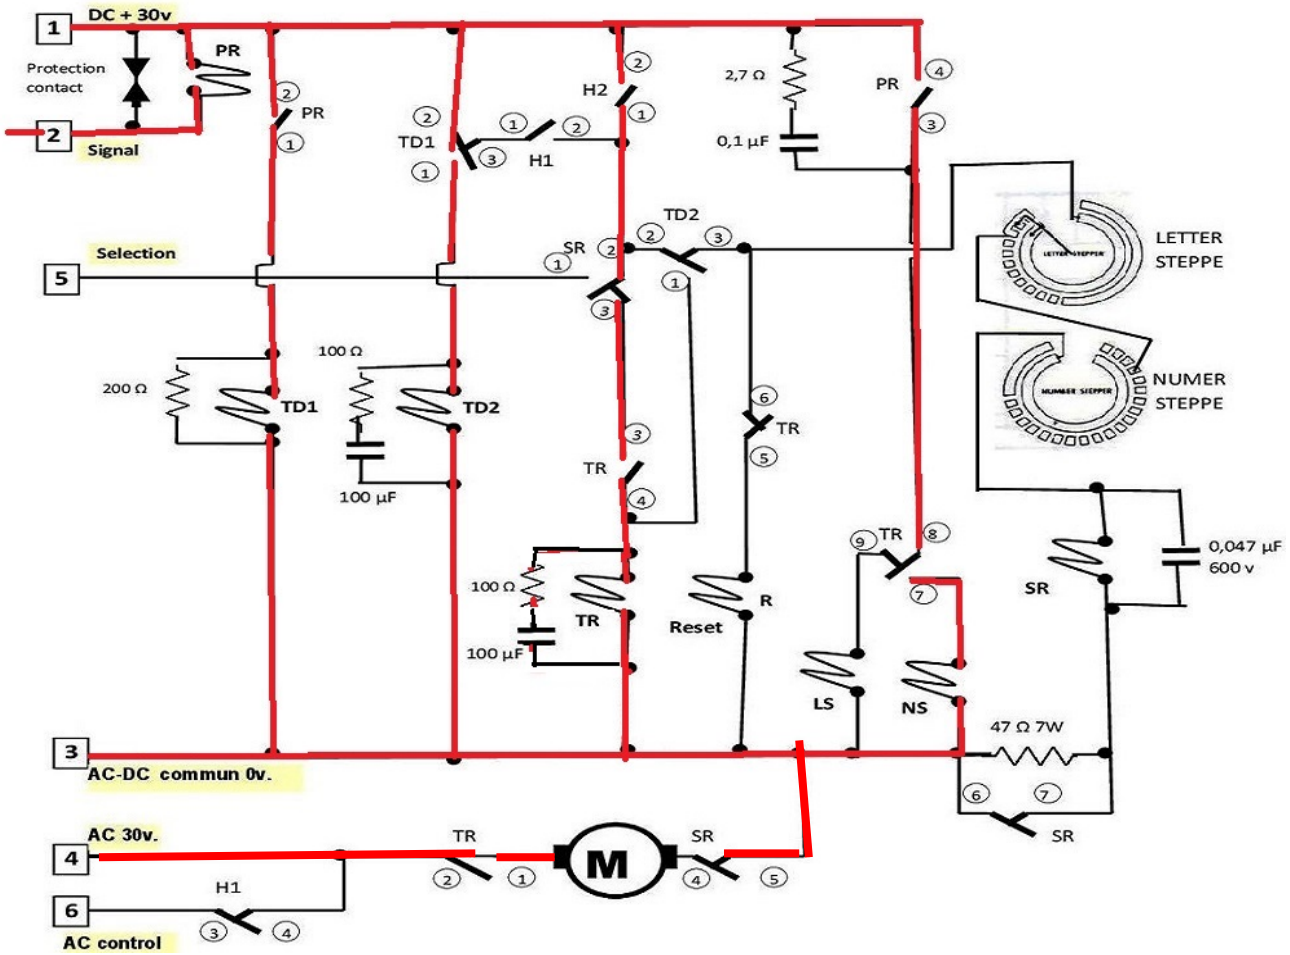 1
DC + 30v
PR
Protection
contact
2
Signal
2
PR
1
2
TD1
1
3
1
2
H1
2
H2
1
2,7 Ω
0,1 µF
4
PR
3
TD2
2
3
1
SR
2
1
3
5
Selection
LETTER STEPPER
LETTER
STEPPE
NUMBER STEPPER
NUMER
STEPPE
200 Ω
TD1
100 Ω
TD2
100 µF
3
TR
4
6
TR
5
100 Ω
TR
100 µF
R
Reset
9
TR
8
7
LS
NS
SR
0,047 µF
600 v
47 Ω 7W
6
7
SR
3
AC-DC commun 0v.
AC 30v.
4
TR
2
1
M
SR
4
5
H1
6
3
4
AC control